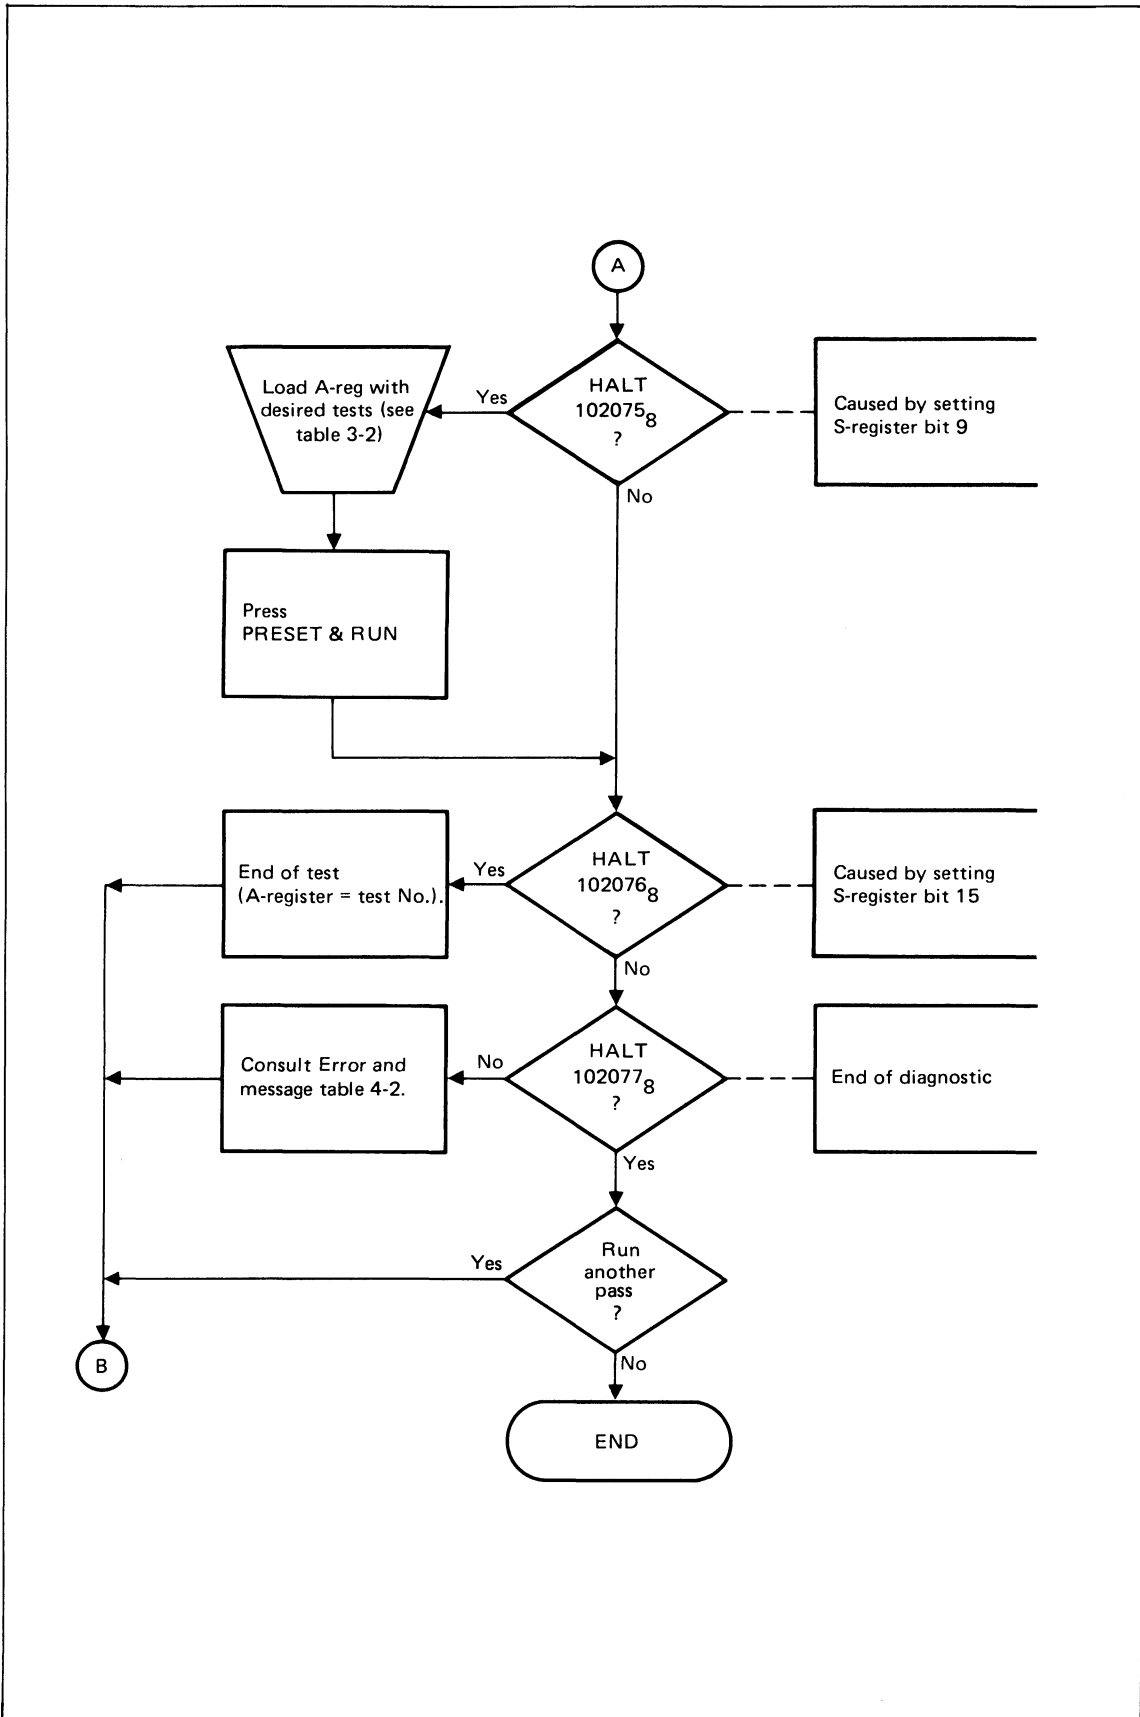 A
HALT
102075₈
?
Yes
No
Load A-reg with
desired tests (see
table 3-2)
Caused by setting
S-register bit 9
Press
PRESET & RUN
HALT
102076₈
?
Yes
No
End of test
(A-register = test No.).
Caused by setting
S-register bit 15
HALT
102077₈
?
No
Yes
Consult Error and
message table 4-2.
End of diagnostic
Run
another
pass
?
Yes
No
B
END